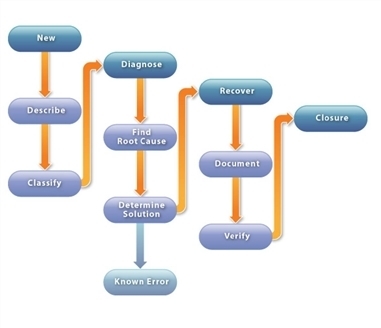 New
Describe
Classify
Diagnose
Find
Root Cause
Determine
Solution
Known Error
Recover
Document
Verify
Closure